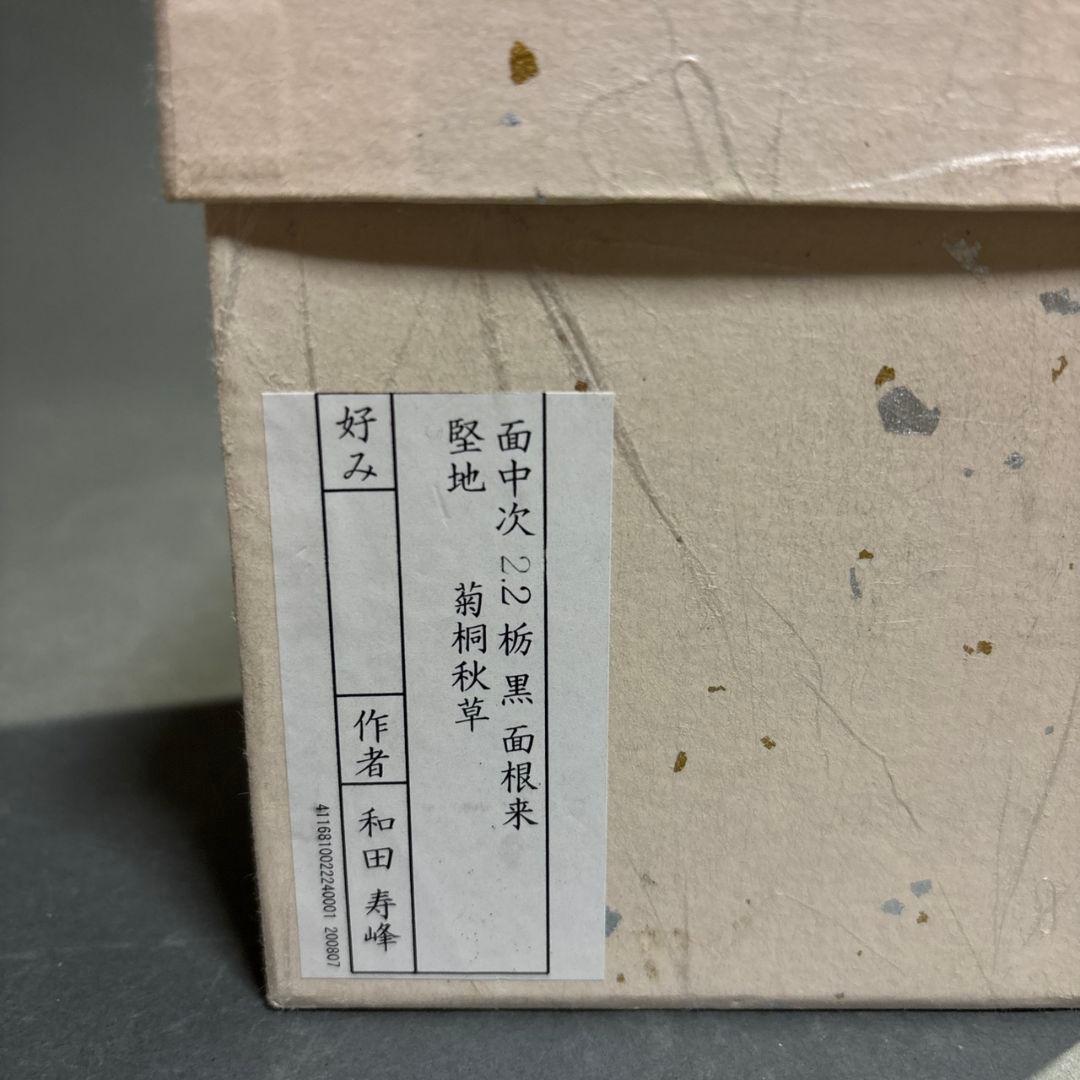 面中次 2.2 栃 黒 面根来
堅地 菊桐秋草
好み
作者
和田 寿峰
4116810022240001 200807